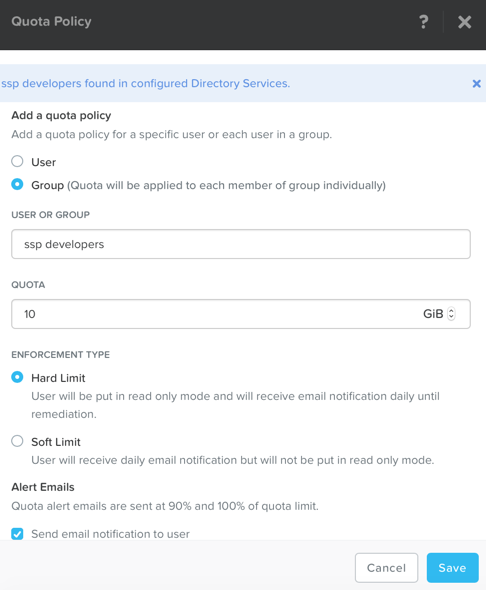 Quota Policy ? ×
ssp developers found in configured Directory Services. ×
Add a quota policy
Add a quota policy for a specific user or each user in a group.
User
Group (Quota will be applied to each member of group individually)
USER OR GROUP
ssp developers
QUOTA
10 GiB
ENFORCEMENT TYPE
Hard Limit
User will be put in read only mode and will receive email notification daily until
remediation.
Soft Limit
User will receive daily email notification but will not be put in read only mode.
Alert Emails
Quota alert emails are sent at 90% and 100% of quota limit.
Send email notification to user
Cancel Save